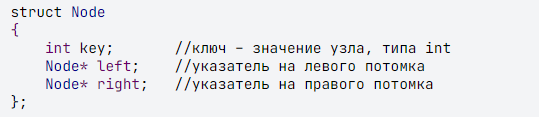 struct Node
{
    int key;       //ключ – значение узла, типа int
    Node* left;    //указатель на левого потомка
    Node* right;   //указатель на правого потомка
};